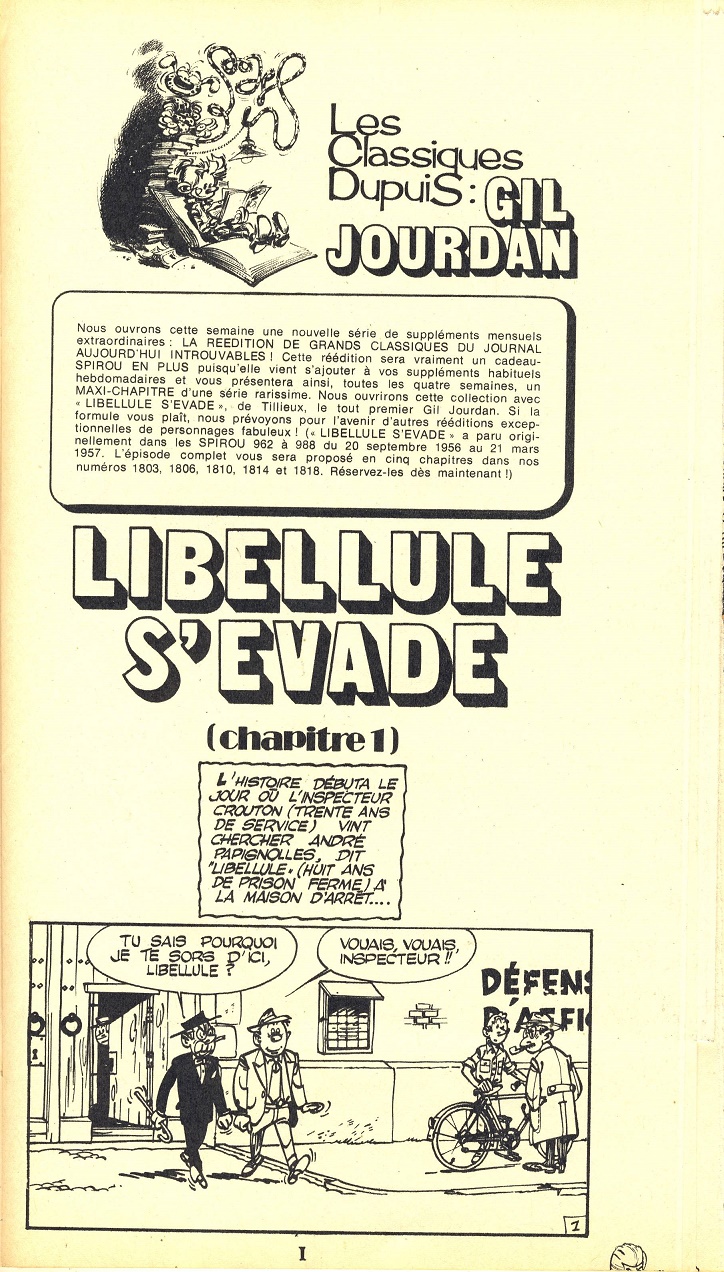 Les
Classiques
Dupuis : GIL
JOURDAN
Nous ouvrons cette semaine une nouvelle série de suppléments mensuels
extraordinaires : LA REEDITION DE GRANDS CLASSIQUES DU JOURNAL
AUJOURD'HUI INTROUVABLES ! Cette réédition sera vraiment un cadeau-
SPIROU EN PLUS puisqu'elle vient s'ajouter à vos suppléments habituels
hebdomadaires et vous présentera ainsi, toutes les quatre semaines, un
MAXI-CHAPITRE d'une série rarissime. Nous ouvrirons cette collection avec
« LIBELLULE S'EVADE », de Tillieux, le tout premier Gil Jourdan. Si la
formule vous plaît, nous prévoyons pour l'avenir d'autres rééditions excep-
tionnelles de personnages fabuleux ! (« LIBELLULE S'EVADE » a paru origi-
nellement dans les SPIROU 962 à 988 du 20 septembre 1956 au 21 mars
1957. L'épisode complet vous sera proposé en cinq chapitres dans nos
numéros 1803, 1806, 1810, 1814 et 1818. Réservez-les dès maintenant !)
LIBELLULE
S'EVADE
(chapitre 1)
L'HISTOIRE DÉBUTA LE
JOUR OÙ L'INSPECTEUR
CROUTON (TRENTE ANS
DE SERVICE) VINT
CHERCHER ANDRÉ
PAPIGNOLLES, DIT
"LIBELLULE" (HUIT ANS
DE PRISON FERME) À
LA MAISON D'ARRÊT....
TU SAIS POURQUOI
JE TE SORS D'ICI,
LIBELLULE ?
VOUAIS, VOUAIS,
INSPECTEUR !!
DÉFENS
D'AFFI
1
I